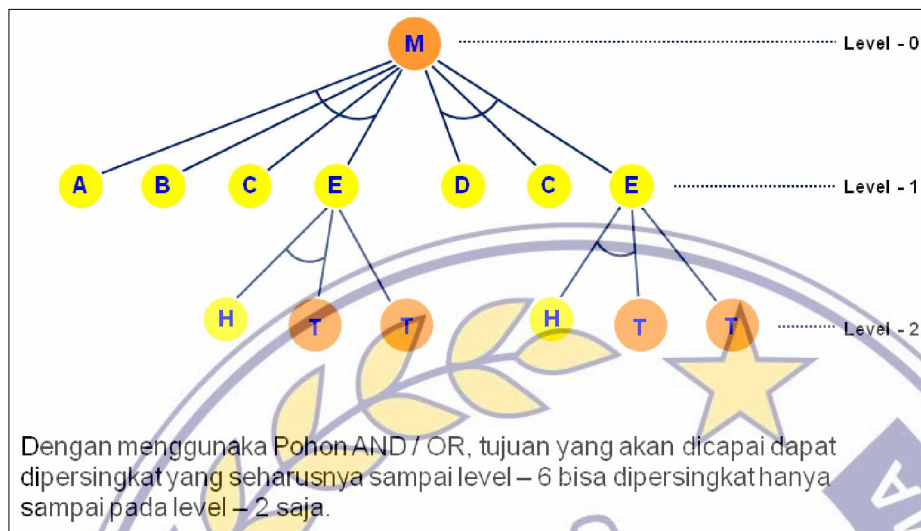 M Level - 0
A B C E D C E Level - 1
H T T H T T Level - 2
Dengan menggunaka Pohon AND / OR, tujuan yang akan dicapai dapat
dipersingkat yang seharusnya sampai level – 6 bisa dipersingkat hanya
sampai pada level – 2 saja.
A